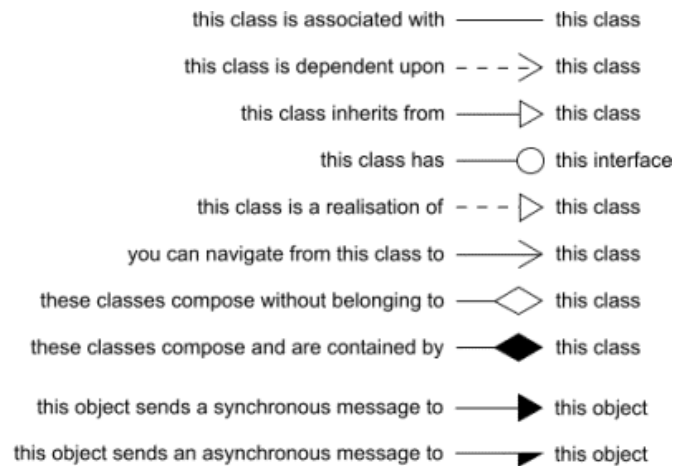 this class is associated with this class
this class is dependent upon this class
this class inherits from this class
this class has this interface
this class is a realisation of this class
you can navigate from this class to this class
these classes compose without belonging to this class
these classes compose and are contained by this class
this object sends a synchronous message to this object
this object sends an asynchronous message to this object